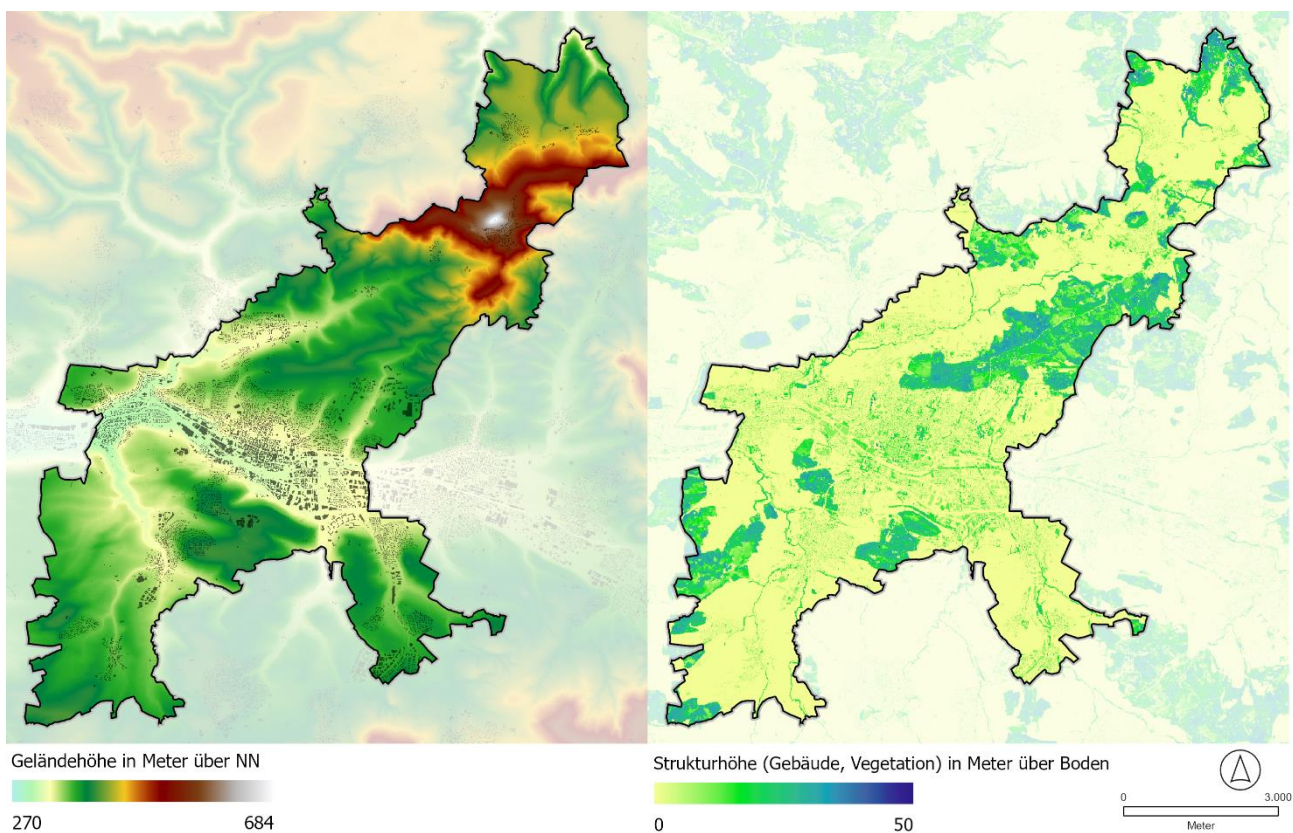 Geländehöhe in Meter über NN
270 684
Strukturhöhe (Gebäude, Vegetation) in Meter über Boden
0 50
0 3.000
Meter